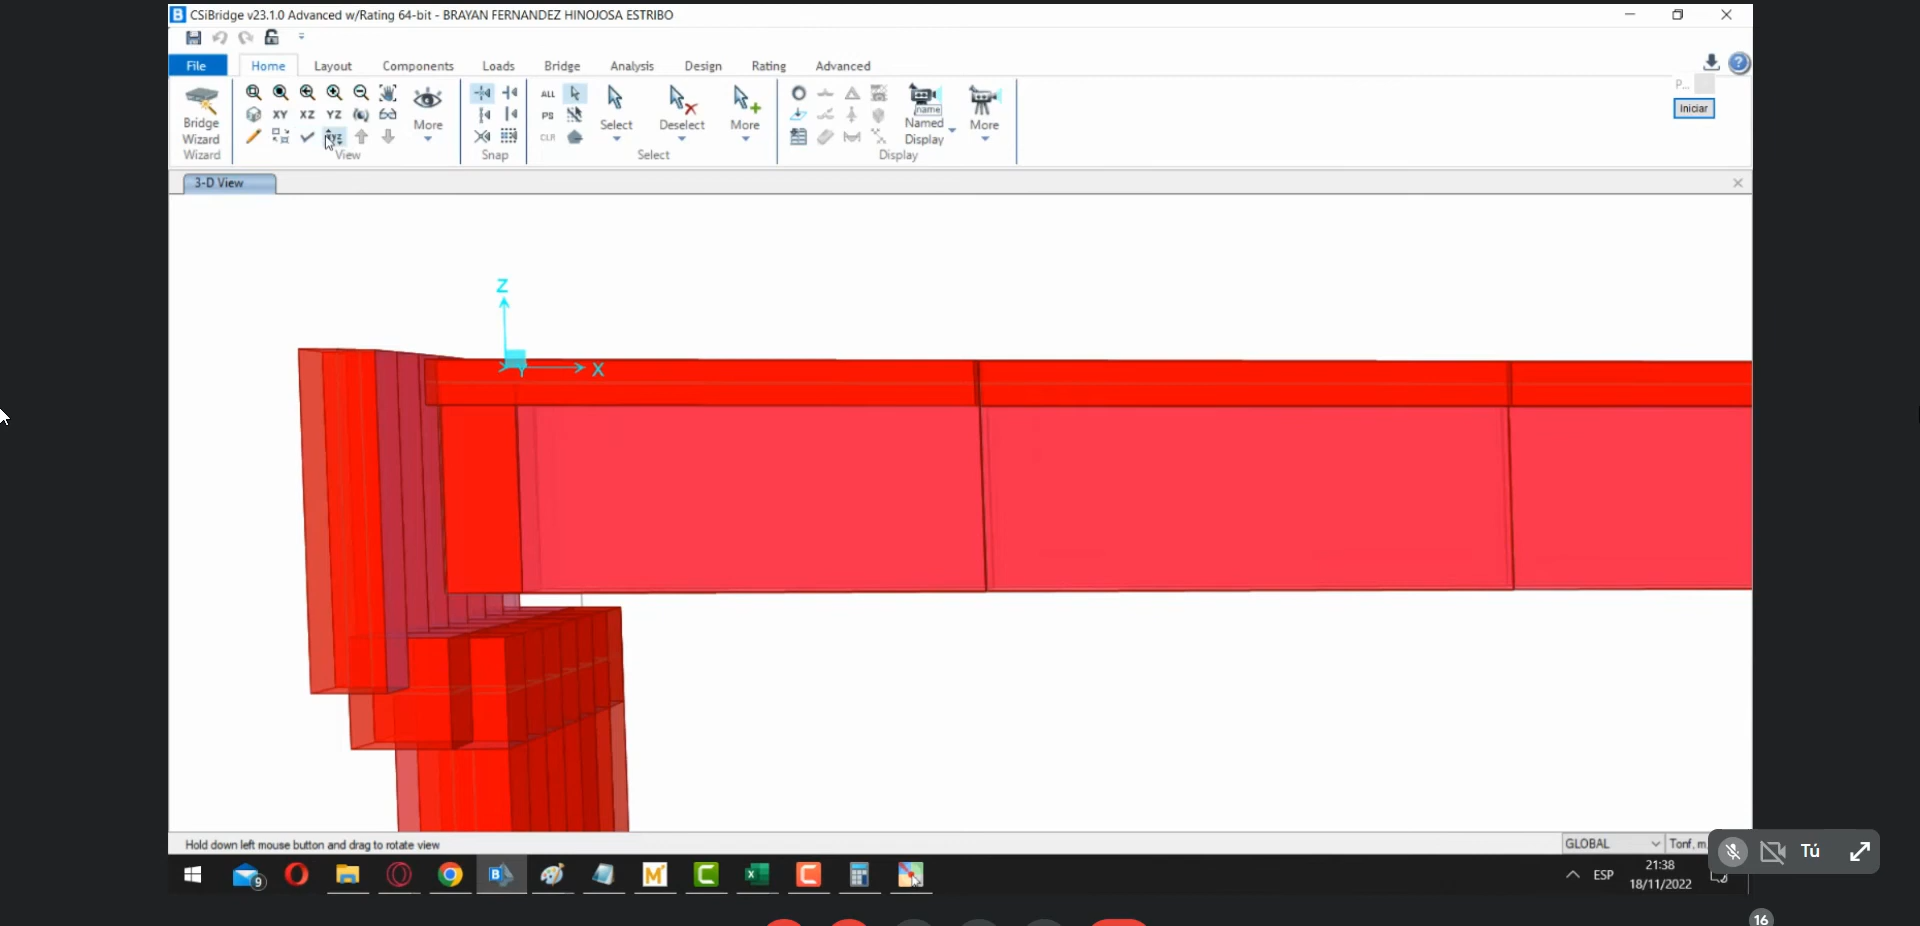 CSiBridge v23.1.0 Advanced w/Rating 64-bit - BRAYAN FERNANDEZ HINOJOSA ESTRIBO
File Home Layout Components Loads Bridge Analysis Design Rating Advanced
P...
Iniciar
Bridge Wizard
Wizard
XY XZ YZ
xyz
More
View
Snap
ALL
PS
CLR
Select
Deselect
More
Select
name
Named Display
More
Display
3-D View
Z
Y
X
Hold down left mouse button and drag to rotate view
GLOBAL
Tonf, m,
Tú
9
ESP
21:38
18/11/2022
16